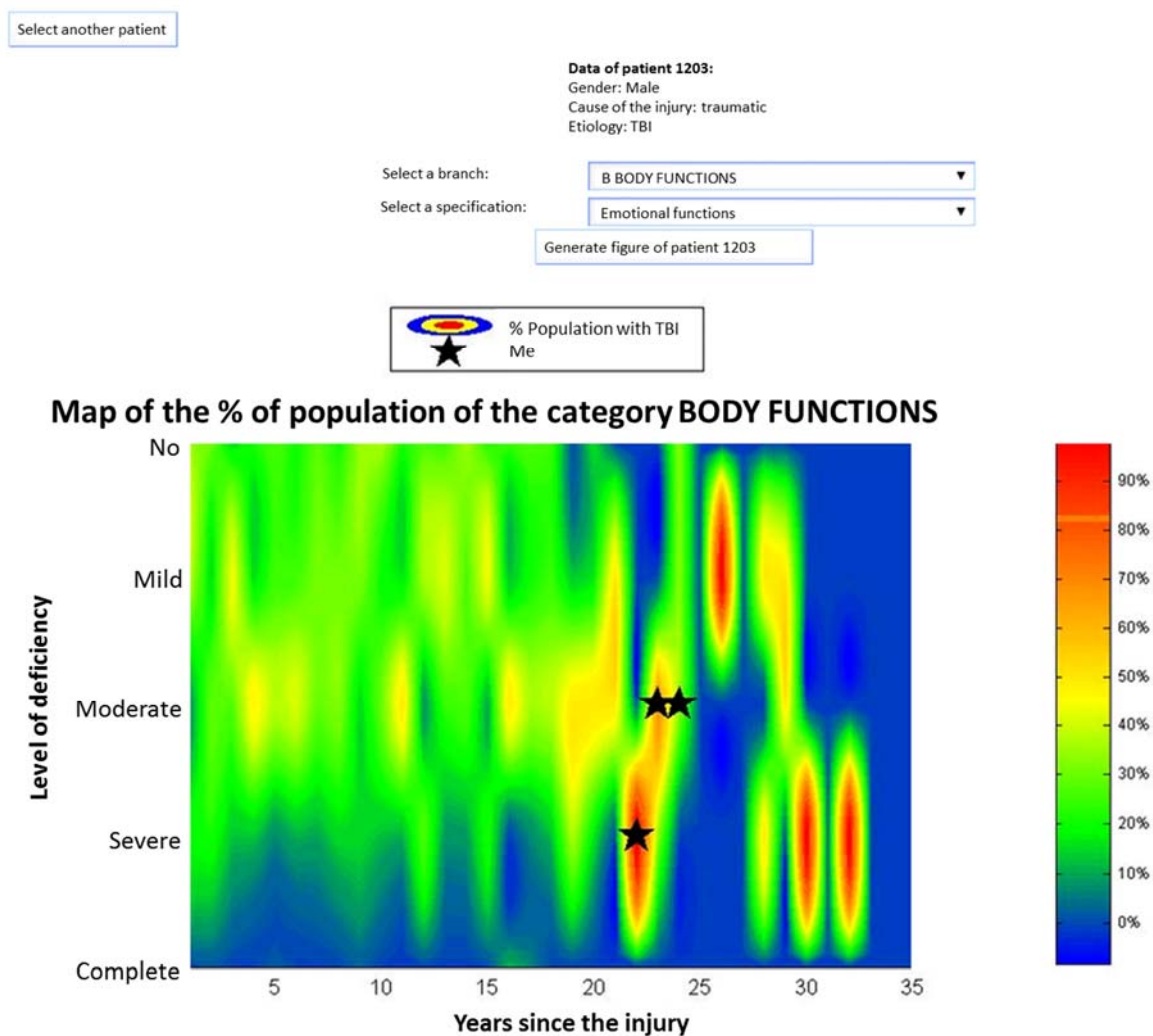 Select another patient
Data of patient 1203:
Gender: Male
Cause of the injury: traumatic
Etiology: TBI
Select a branch:
B BODY FUNCTIONS
Select a specification:
Emotional functions
Generate figure of patient 1203
% Population with TBI
Me
Map of the % of population of the category BODY FUNCTIONS
No
Mild
Moderate
Severe
Complete
Level of deficiency
5 10 15 20 25 30 35
Years since the injury
90%
80%
70%
60%
50%
40%
30%
20%
10%
0%